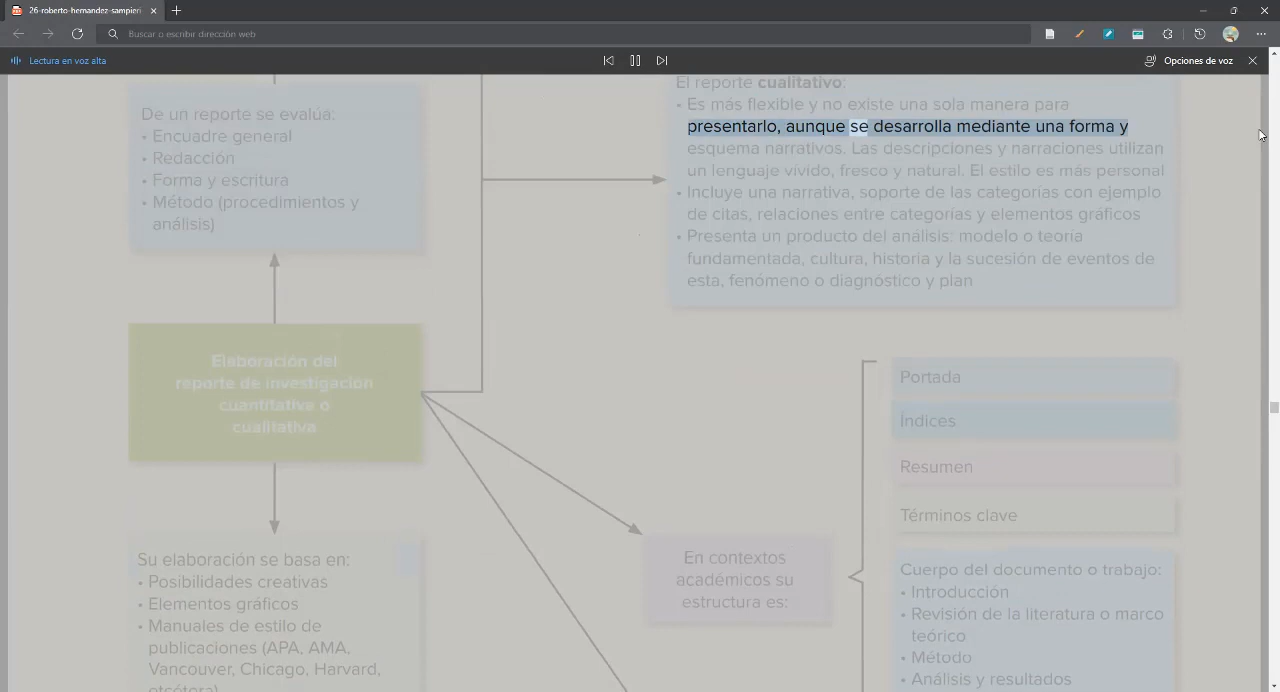 26-roberto-hernandez-sampieri
Buscar o escribir dirección web
Lectura en voz alta
Opciones de voz
De un reporte se evalúa:
• Encuadre general
• Redacción
• Forma y escritura
• Método (procedimientos y
análisis)
El reporte cualitativo:
• Es más flexible y no existe una sola manera para
presentarlo, aunque se desarrolla mediante una forma y
esquema narrativos. Las descripciones y narraciones utilizan
un lenguaje vívido, fresco y natural. El estilo es más personal
• Incluye una narrativa, soporte de las categorías con ejemplo
de citas, relaciones entre categorías y elementos gráficos
• Presenta un producto del análisis: modelo o teoría
fundamentada, cultura, historia y la sucesión de eventos de
esta, fenómeno o diagnóstico y plan
Elaboración del
reporte de investigación
cuantitativa o
cualitativa
Su elaboración se basa en:
• Posibilidades creativas
• Elementos gráficos
• Manuales de estilo de
publicaciones (APA, AMA,
Vancouver, Chicago, Harvard,
etcétera)
En contextos
académicos su
estructura es:
Portada
Índices
Resumen
Términos clave
Cuerpo del documento o trabajo:
• Introducción
• Revisión de la literatura o marco
teórico
• Método
• Análisis y resultados